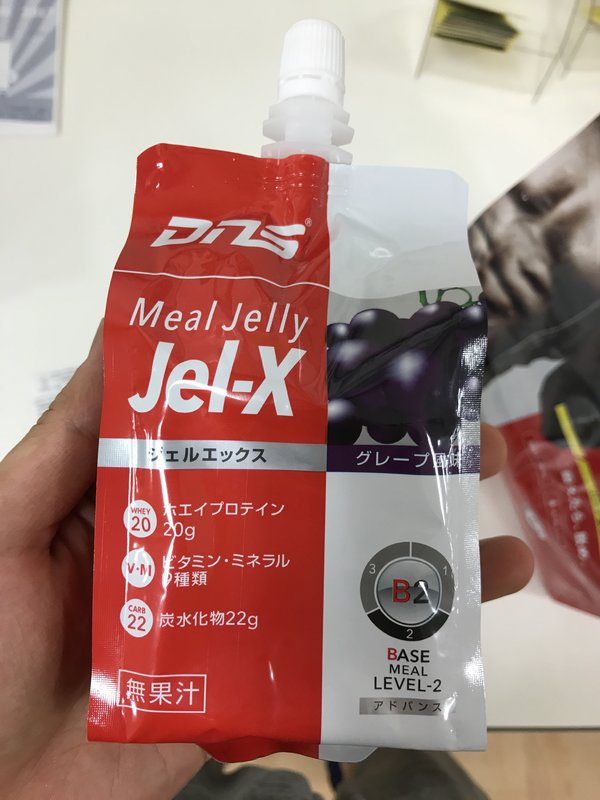 DNS®
Meal Jelly
Jel-X
ジェルエックス
グレープ風味
WHEY
20
ホエイプロテイン
20g
V・M
ビタミン・ミネラル
9種類
CARB
22
炭水化物22g
無果汁
3
1
B2
2
BASE
MEAL
LEVEL-2
アドバンス